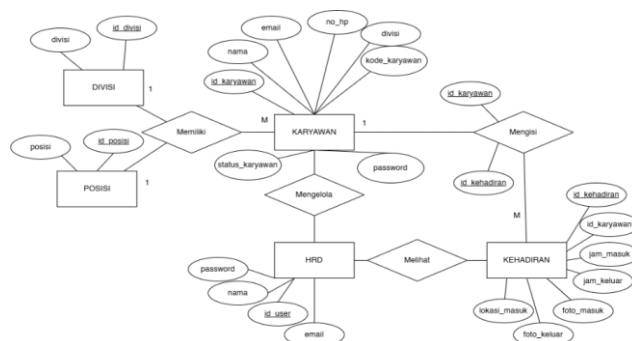 email
no_hp
divisi
id_divisi
nama
divisi
kode_karyawan
id_karyawan
DIVISI
1
id_karyawan
M
1
Memiliki
KARYAWAN
Mengisi
posisi
id_posisi
status_karyawan
password
id_kehadiran
POSISI
1
Mengelola
id_kehadiran
M
id_karyawan
password
HRD
Melihat
KEHADIRAN
jam_masuk
nama
jam_keluar
id_user
lokasi_masuk
foto_masuk
email
foto_keluar